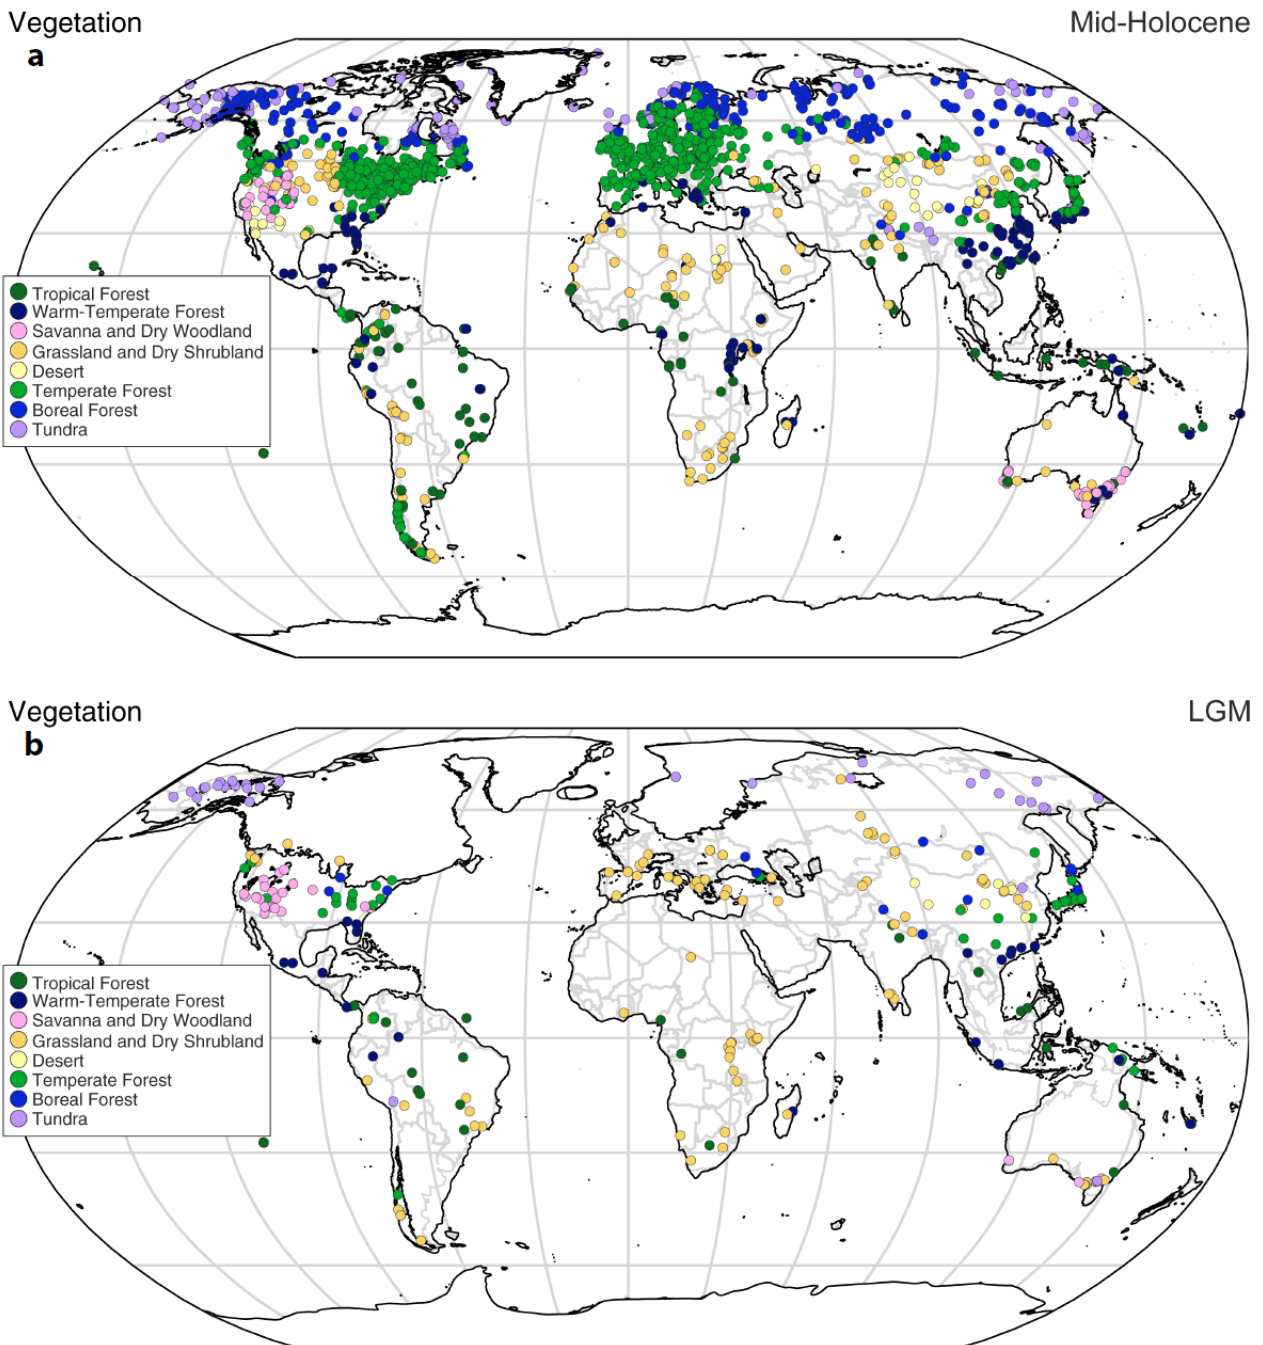 Vegetation
Mid-Holocene
a
Tropical Forest
Warm-Temperate Forest
Savanna and Dry Woodland
Grassland and Dry Shrubland
Desert
Temperate Forest
Boreal Forest
Tundra
Vegetation
LGM
b
Tropical Forest
Warm-Temperate Forest
Savanna and Dry Woodland
Grassland and Dry Shrubland
Desert
Temperate Forest
Boreal Forest
Tundra